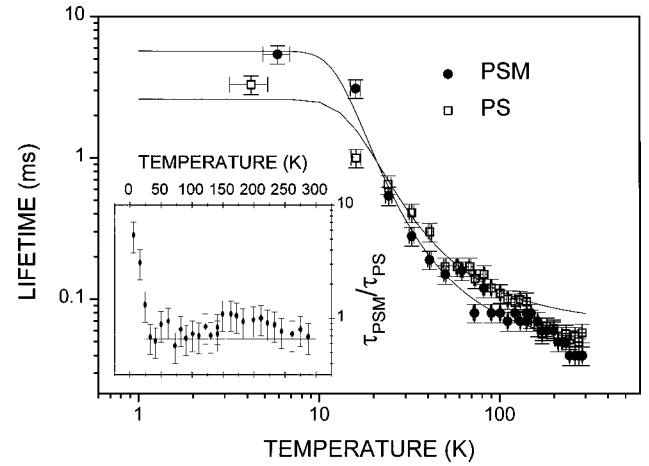 10
1
0.1
LIFETIME (ms)
PSM
PS
TEMPERATURE (K)
0 50 100 150 200 250 300
10
1
τPSM/τPS
1 10 100
TEMPERATURE (K)